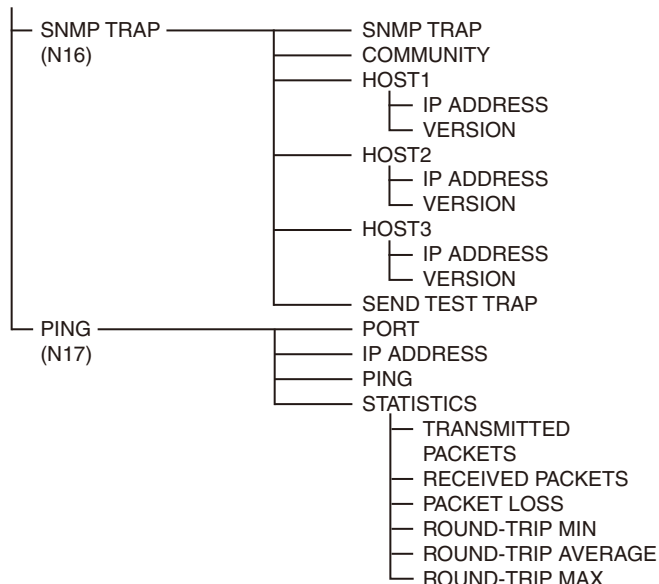 SNMP TRAP
(N16)
SNMP TRAP
COMMUNITY
HOST1
IP ADDRESS
VERSION
HOST2
IP ADDRESS
VERSION
HOST3
IP ADDRESS
VERSION
SEND TEST TRAP
PING
(N17)
PORT
IP ADDRESS
PING
STATISTICS
TRANSMITTED
PACKETS
RECEIVED PACKETS
PACKET LOSS
ROUND-TRIP MIN
ROUND-TRIP AVERAGE
ROUND-TRIP MAX